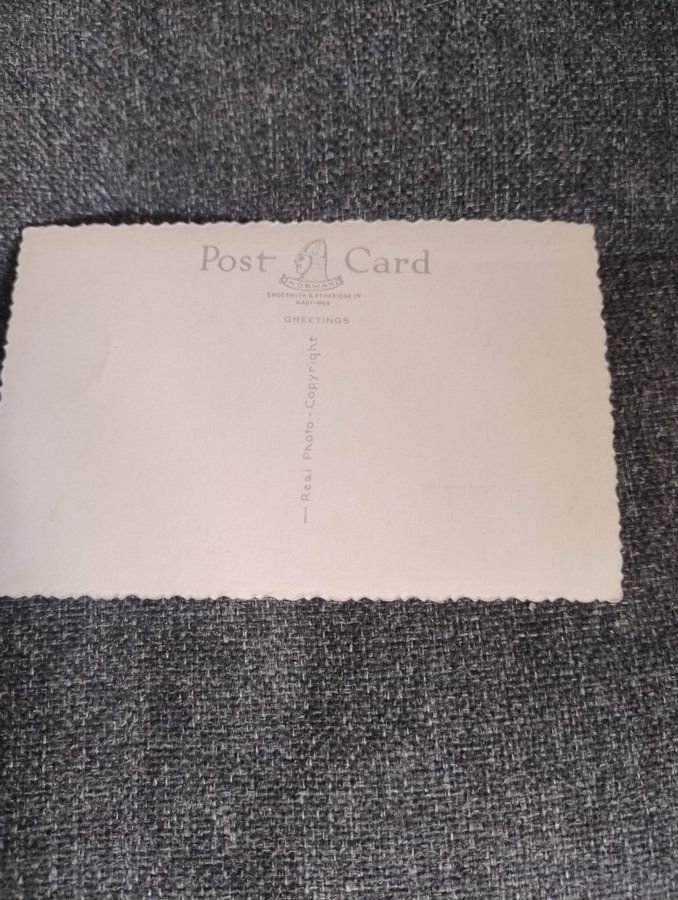 Post Card
NORMAN
SHOESMITH & ETHERIDGE LTD
HASTINGS
GREETINGS
— Real Photo - Copyright